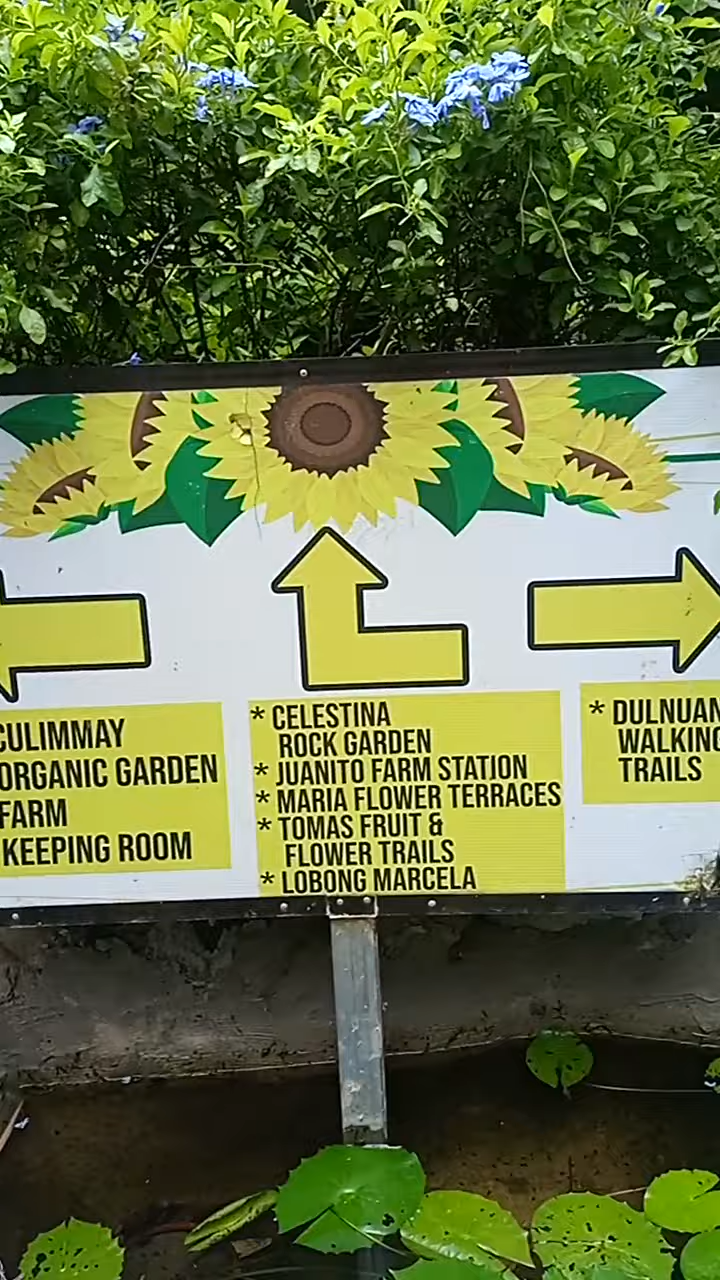 CULIMMAY
ORGANIC GARDEN
FARM
KEEPING ROOM
* CELESTINA
ROCK GARDEN
* JUANITO FARM STATION
* MARIA FLOWER TERRACES
* TOMAS FRUIT &
FLOWER TRAILS
* LOBONG MARCELA
* DULNUAN
WALKING
TRAILS